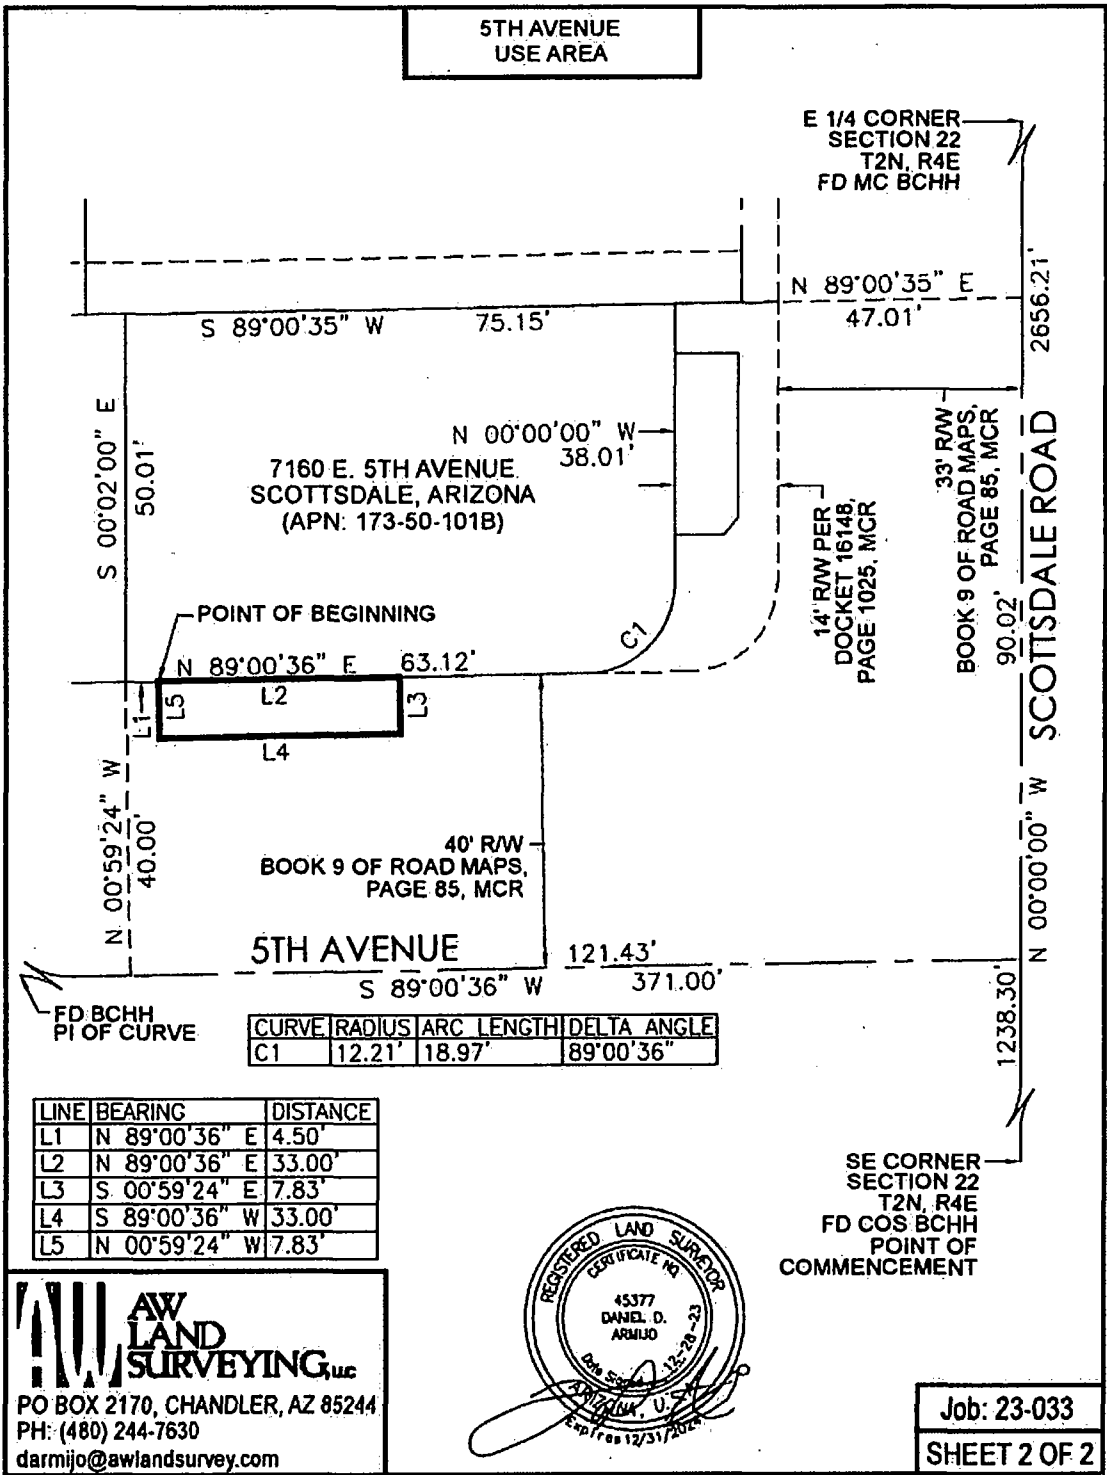 5TH AVENUE
USE AREA
E 1/4 CORNER
SECTION 22
T2N, R4E
FD MC BCHH
N 89°00'35" E
47.01'
2656.21'
S 89°00'35" W 75.15'
S 00°02'00" E
50.01'
N 00°00'00" W
38.01'
7160 E. 5TH AVENUE
SCOTTSDALE, ARIZONA
(APN: 173-50-101B)
33' R/W
BOOK 9 OF ROAD MAPS,
PAGE 85, MCR
14' R/W PER
DOCKET 16148,
PAGE 1025, MCR
90.02'
SCOTTSDALE ROAD
POINT OF BEGINNING
C1
N 89°00'36" E 63.12'
L1
L5
L2
L3
L4
N 00°59'24" W
40.00'
40' R/W
BOOK 9 OF ROAD MAPS,
PAGE 85, MCR
N 00°00'00" W
5TH AVENUE
121.43'
S 89°00'36" W 371.00'
1238.30'
FD BCHH
PI OF CURVE
CURVE RADIUS ARC LENGTH DELTA ANGLE
C1 12.21' 18.97' 89°00'36"
LINE BEARING DISTANCE
L1 N 89°00'36" E 4.50'
L2 N 89°00'36" E 33.00'
L3 S 00°59'24" E 7.83'
L4 S 89°00'36" W 33.00'
L5 N 00°59'24" W 7.83'
SE CORNER
SECTION 22
T2N, R4E
FD COS BCHH
POINT OF
COMMENCEMENT
REGISTERED LAND SURVEYOR
CERTIFICATE NO.
45377
DANIEL D.
ARMIJO
Date Signed 12-28-23
ARIZONA, U.S.A.
Expires 12/31/2024
AW
AW
LAND
SURVEYING, LLC
PO BOX 2170, CHANDLER, AZ 85244
PH: (480) 244-7630
darmijo@awlandsurvey.com
Job: 23-033
SHEET 2 OF 2